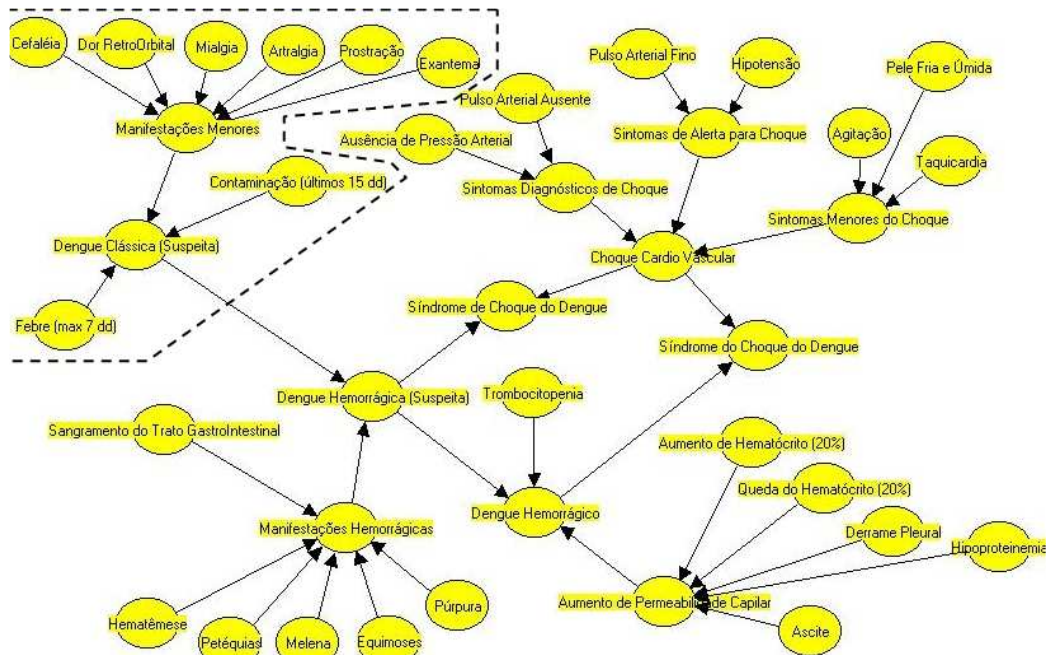 Cefaléia
Dor RetroOrbital
Mialgia
Artralgia
Prostração
Exantema
Pulso Arterial Fino
Hipotensão
Pele Fria e Úmida
Pulso Arterial Ausente
Manifestações Menores
Ausência de Pressão Arterial
Sintomas de Alerta para Choque
Agitação
Taquicardia
Contaminação (últimos 15 dd)
Sintomas Diagnósticos de Choque
Sintomas Menores do Choque
Dengue Clássica (Suspeita)
Choque Cardio Vascular
Síndrome de Choque do Dengue
Febre (max 7 dd)
Síndrome do Choque do Dengue
Dengue Hemorrágica (Suspeita)
Trombocitopenia
Sangramento do Trato GastroIntestinal
Aumento de Hematócrito (20%)
Queda do Hematócrito (20%)
Manifestações Hemorrágicas
Dengue Hemorrágico
Derrame Pleural
Hipoproteinemia
Hematêmese
Púrpura
Aumento de Permeabilidade Capilar
Petéquias
Melena
Equimoses
Ascite